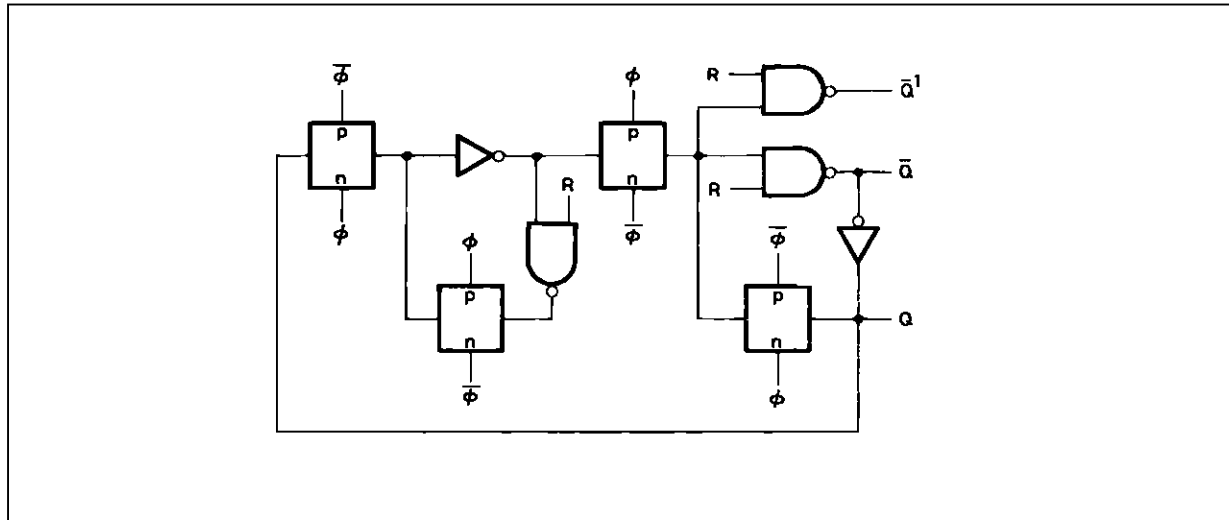 φ̅ φ R Q̅¹
p p
n n R Q̅
φ R φ̅
φ φ̅
p p Q
n n
φ̅ φ